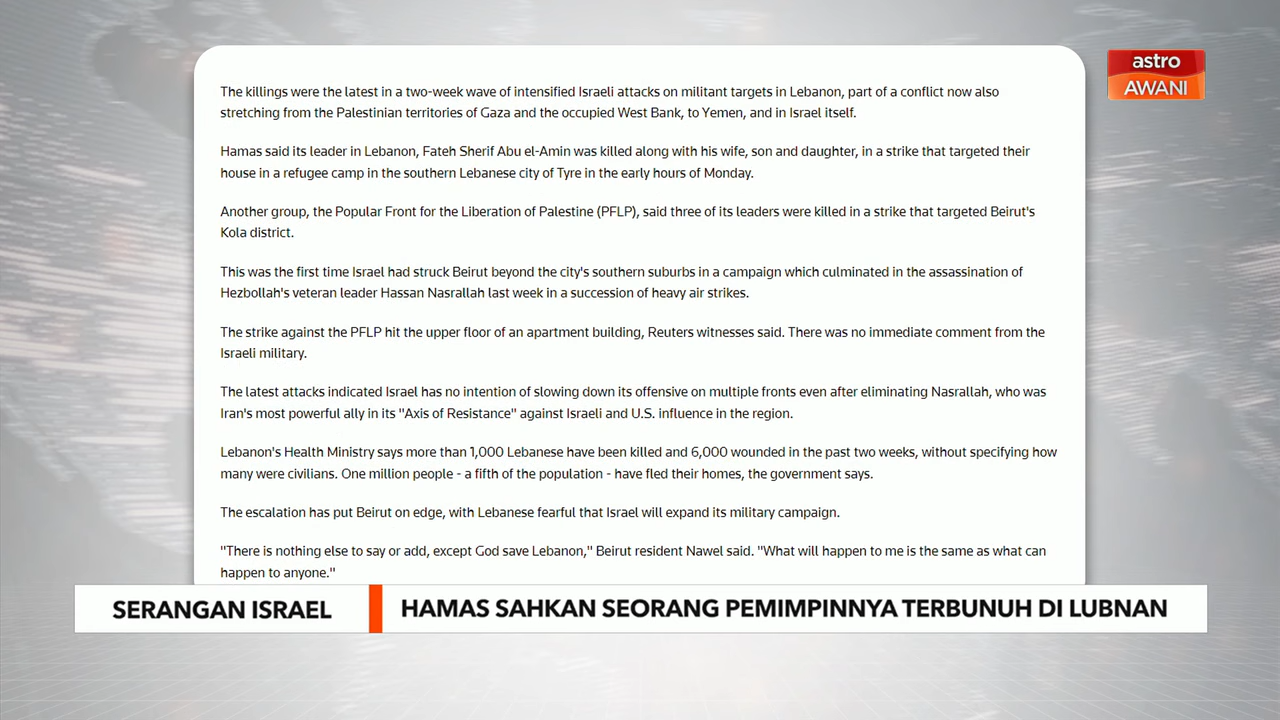 astro
AWANI
The killings were the latest in a two-week wave of intensified Israeli attacks on militant targets in Lebanon, part of a conflict now also
stretching from the Palestinian territories of Gaza and the occupied West Bank, to Yemen, and in Israel itself.
Hamas said its leader in Lebanon, Fateh Sherif Abu el-Amin was killed along with his wife, son and daughter, in a strike that targeted their
house in a refugee camp in the southern Lebanese city of Tyre in the early hours of Monday.
Another group, the Popular Front for the Liberation of Palestine (PFLP), said three of its leaders were killed in a strike that targeted Beirut's
Kola district.
This was the first time Israel had struck Beirut beyond the city's southern suburbs in a campaign which culminated in the assassination of
Hezbollah's veteran leader Hassan Nasrallah last week in a succession of heavy air strikes.
The strike against the PFLP hit the upper floor of an apartment building, Reuters witnesses said. There was no immediate comment from the
Israeli military.
The latest attacks indicated Israel has no intention of slowing down its offensive on multiple fronts even after eliminating Nasrallah, who was
Iran's most powerful ally in its "Axis of Resistance" against Israeli and U.S. influence in the region.
Lebanon's Health Ministry says more than 1,000 Lebanese have been killed and 6,000 wounded in the past two weeks, without specifying how
many were civilians. One million people - a fifth of the population - have fled their homes, the government says.
The escalation has put Beirut on edge, with Lebanese fearful that Israel will expand its military campaign.
"There is nothing else to say or add, except God save Lebanon," Beirut resident Nawel said. "What will happen to me is the same as what can
happen to anyone."
SERANGAN ISRAEL
HAMAS SAHKAN SEORANG PEMIMPINNYA TERBUNUH DI LUBNAN